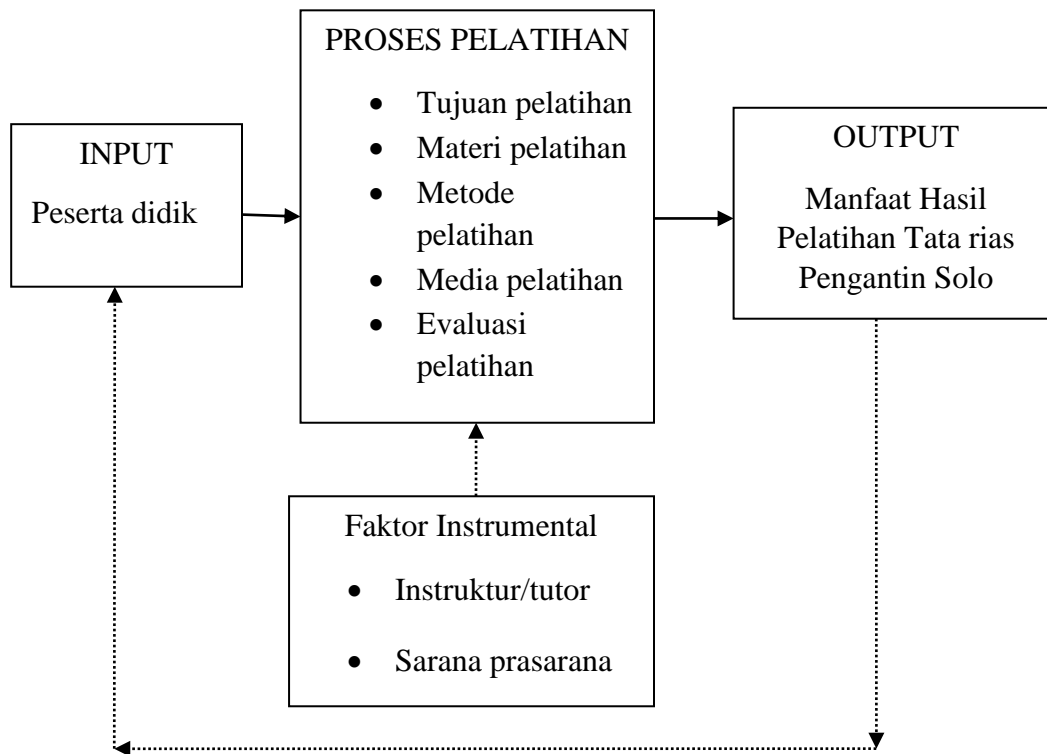 INPUT
Peserta didik
PROSES PELATIHAN
• Tujuan pelatihan
• Materi pelatihan
• Metode
pelatihan
• Media pelatihan
• Evaluasi
pelatihan
OUTPUT
Manfaat Hasil
Pelatihan Tata rias
Pengantin Solo
Faktor Instrumental
• Instruktur/tutor
• Sarana prasarana